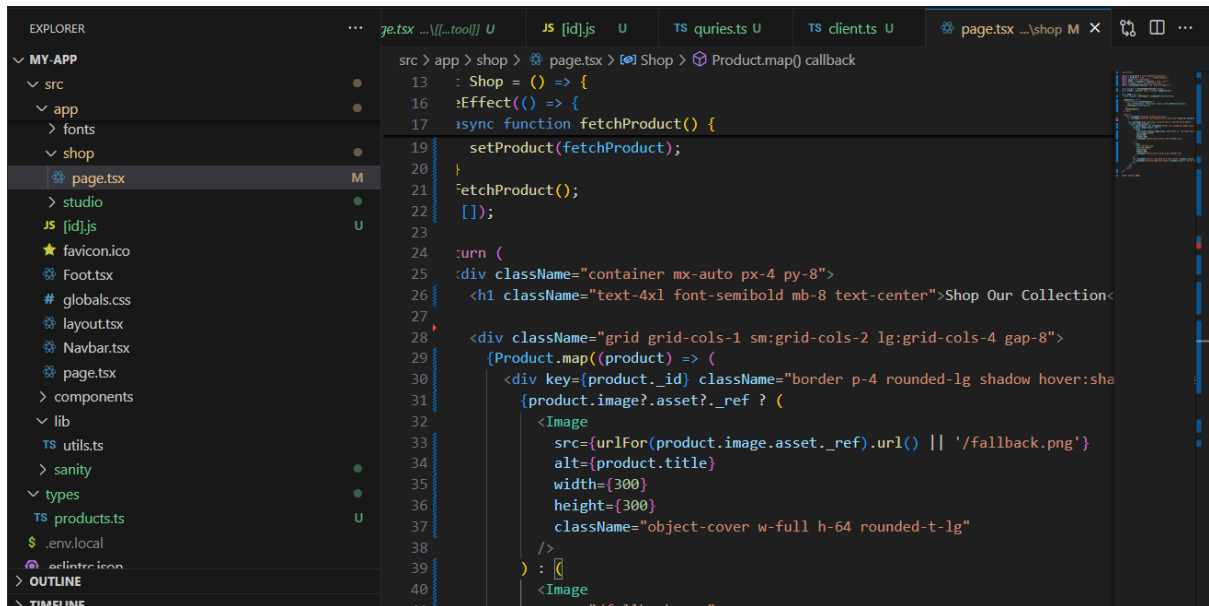 EXPLORER
MY-APP
src
app
fonts
shop
page.tsx M
studio
JS [id].js U
favicon.ico
Foot.tsx
# globals.css
layout.tsx
Navbar.tsx
page.tsx
components
lib
TS utils.ts
sanity
types
TS products.ts U
$ .env.local
.eslintrc.json
OUTLINE
TIMELINE
ge.tsx ...\[[...tool]] U JS [id].js U TS quries.ts U TS client.ts U page.tsx ...\shop M
src > app > shop > page.tsx > Shop > Product.map() callback
13 : Shop = () => {
16 eEffect(() => {
17 async function fetchProduct() {
19 setProduct(fetchProduct);
20 }
21 fetchProduct();
22 []);
23
24 turn (
25 <div className="container mx-auto px-4 py-8">
26 <h1 className="text-4xl font-semibold mb-8 text-center">Shop Our Collection<
27
28 <div className="grid grid-cols-1 sm:grid-cols-2 lg:grid-cols-4 gap-8">
29 {Product.map((product) => (
30 <div key={product._id} className="border p-4 rounded-lg shadow hover:sha
31 {product.image?.asset?._ref ? (
32 <Image
33 src={urlFor(product.image.asset._ref).url() || '/fallback.png'}
34 alt={product.title}
35 width={300}
36 height={300}
37 className="object-cover w-full h-64 rounded-t-lg"
38 />
39 ) : (
40 <Image